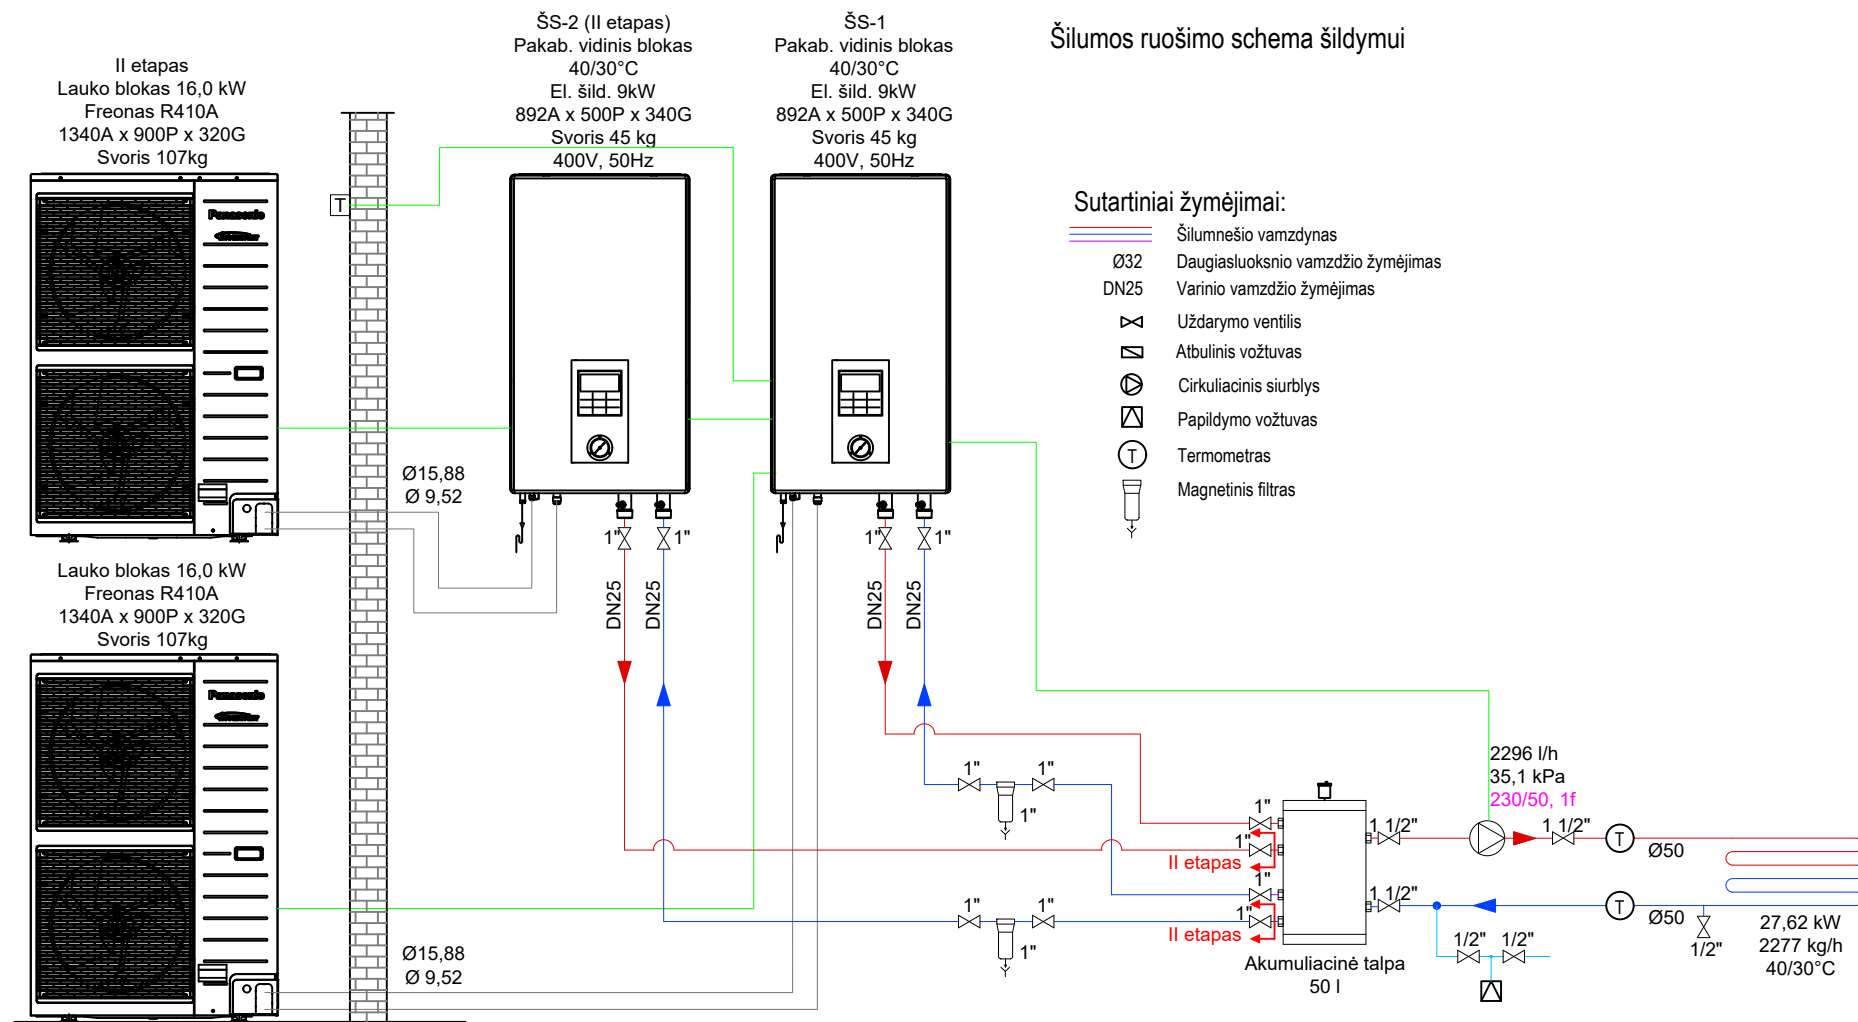 Šilumos ruošimo schema šildymui
II etapas
Lauko blokas 16,0 kW
Freonas R410A
1340A x 900P x 320G
Svoris 107kg
Panasonic
INVERTER
ŠS-2 (II etapas)
Pakab. vidinis blokas
40/30°C
El. šild. 9kW
892A x 500P x 340G
Svoris 45 kg
400V, 50Hz
ŠS-1
Pakab. vidinis blokas
40/30°C
El. šild. 9kW
892A x 500P x 340G
Svoris 45 kg
400V, 50Hz
T
Sutartiniai žymėjimai:
Šilumnešio vamzdynas
Ø32 Daugiasluoksnio vamzdžio žymėjimas
DN25 Varinio vamzdžio žymėjimas
Uždarymo ventilis
Atbulinis vožtuvas
Cirkuliacinis siurblys
Papildymo vožtuvas
T Termometras
Magnetinis filtras
Ø15,88
Ø 9,52
1" 1" 1" 1"
DN25 DN25 DN25 DN25
Lauko blokas 16,0 kW
Freonas R410A
1340A x 900P x 320G
Svoris 107kg
Panasonic
INVERTER
2296 l/h
35,1 kPa
230/50, 1f
1" 1"
1"
1"
1"
II etapas
1 1/2" 1 1/2"
T
Ø50
1"
1"
II etapas
1 1/2"
T
Ø50
1" 1"
1"
1/2" 1/2"
1/2"
27,62 kW
2277 kg/h
40/30°C
Akumuliacinė talpa
50 l
Ø15,88
Ø 9,52